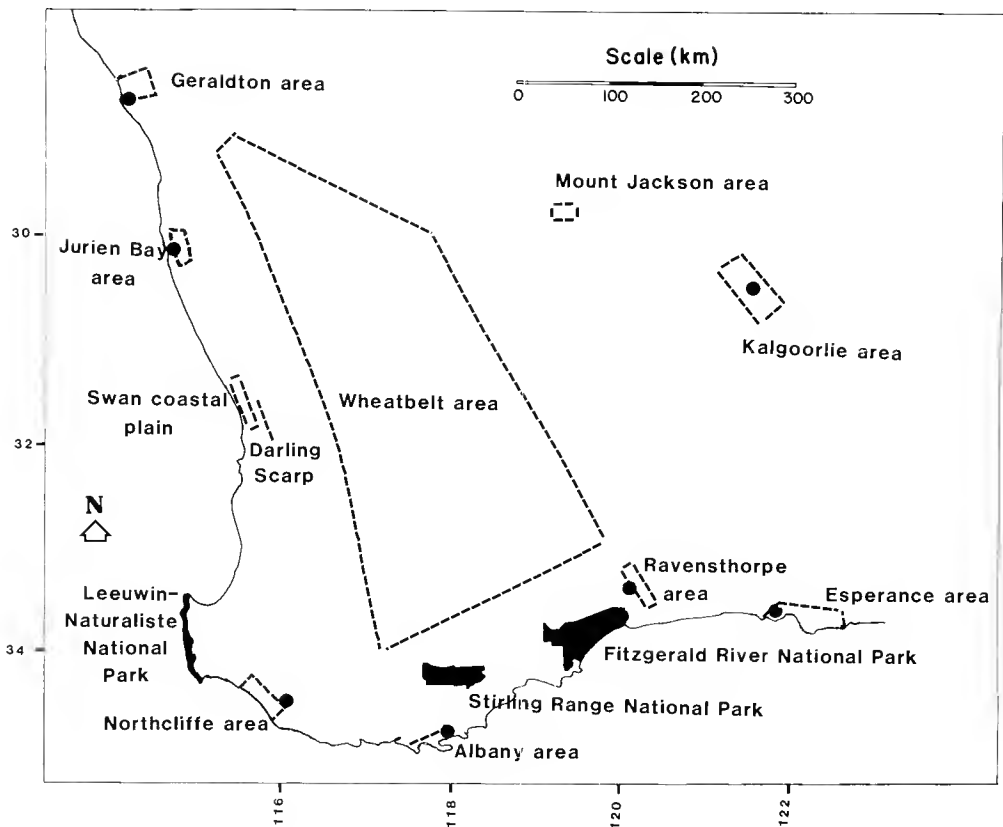 Scale (km)
0 100 200 300
Geraldton area
Mount Jackson area
30
Jurien Bay
area
Kalgoorlie area
Swan coastal
plain
Wheatbelt area
32
Darling
Scarp
N
Ravensthorpe
area
Leeuwin-
Naturaliste
National
Park
Esperance area
34
Fitzgerald River National Park
Stirling Range National Park
Northcliffe area
Albany area
116
118
120
122